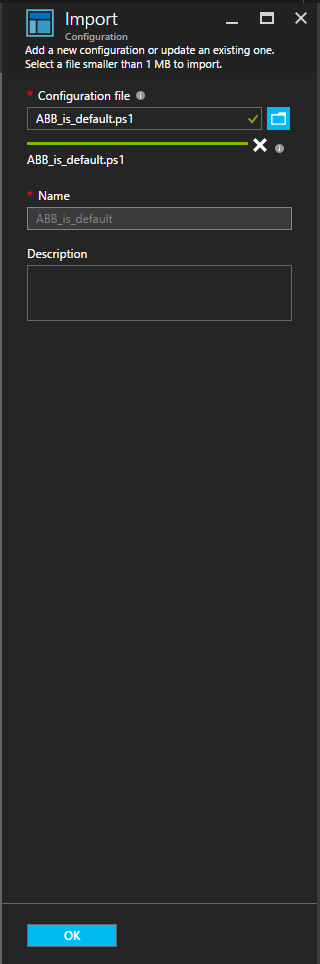 Import
Configuration
Add a new configuration or update an existing one.
Select a file smaller than 1 MB to import.
* Configuration file
ABB_is_default.ps1
ABB_is_default.ps1
* Name
ABB_is_default
Description
OK